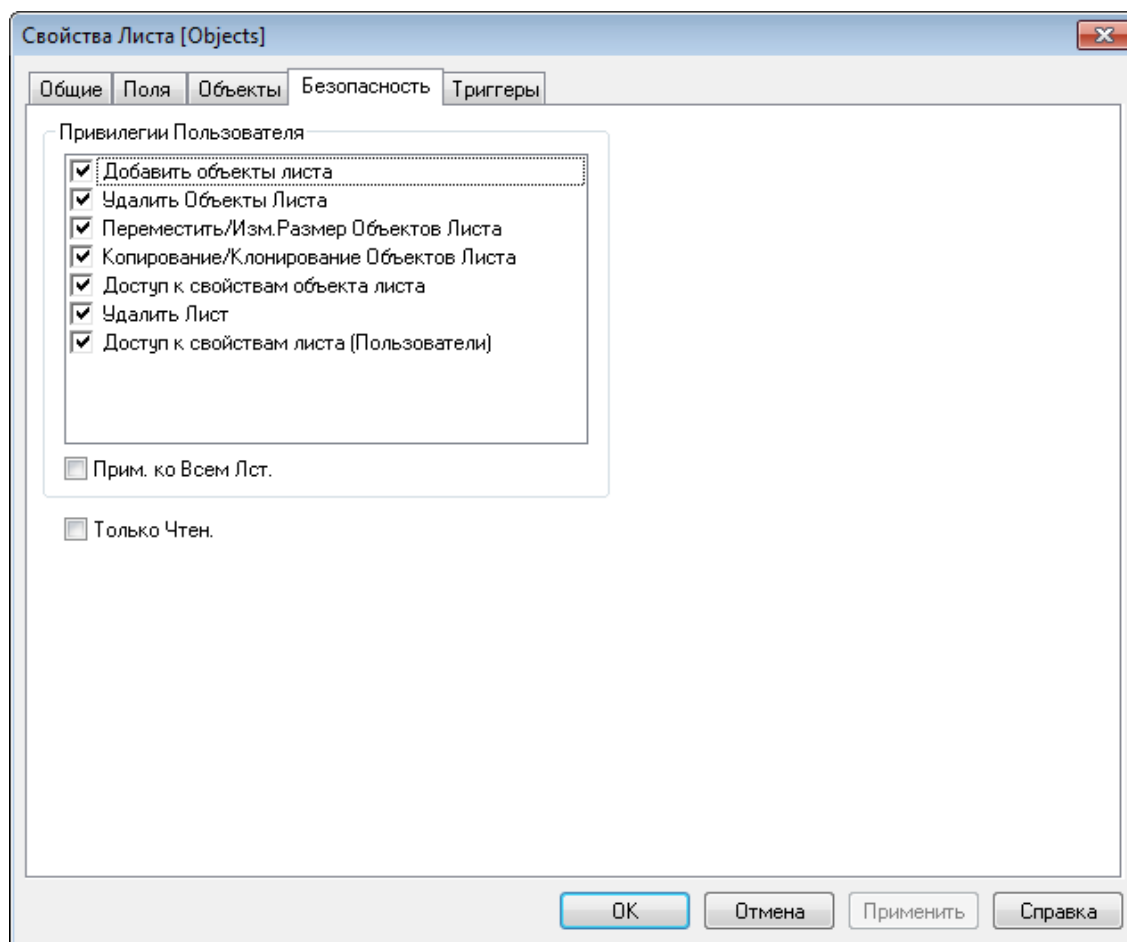 Свойства Листа [Objects]
Общие Поля Объекты Безопасность Триггеры
Привилегии Пользователя
Добавить объекты листа
Удалить Объекты Листа
Переместить/Изм.Размер Объектов Листа
Копирование/Клонирование Объектов Листа
Доступ к свойствам объекта листа
Удалить Лист
Доступ к свойствам листа (Пользователи)
Прим. ко Всем Лст.
Только Чтен.
OK Отмена Применить Справка